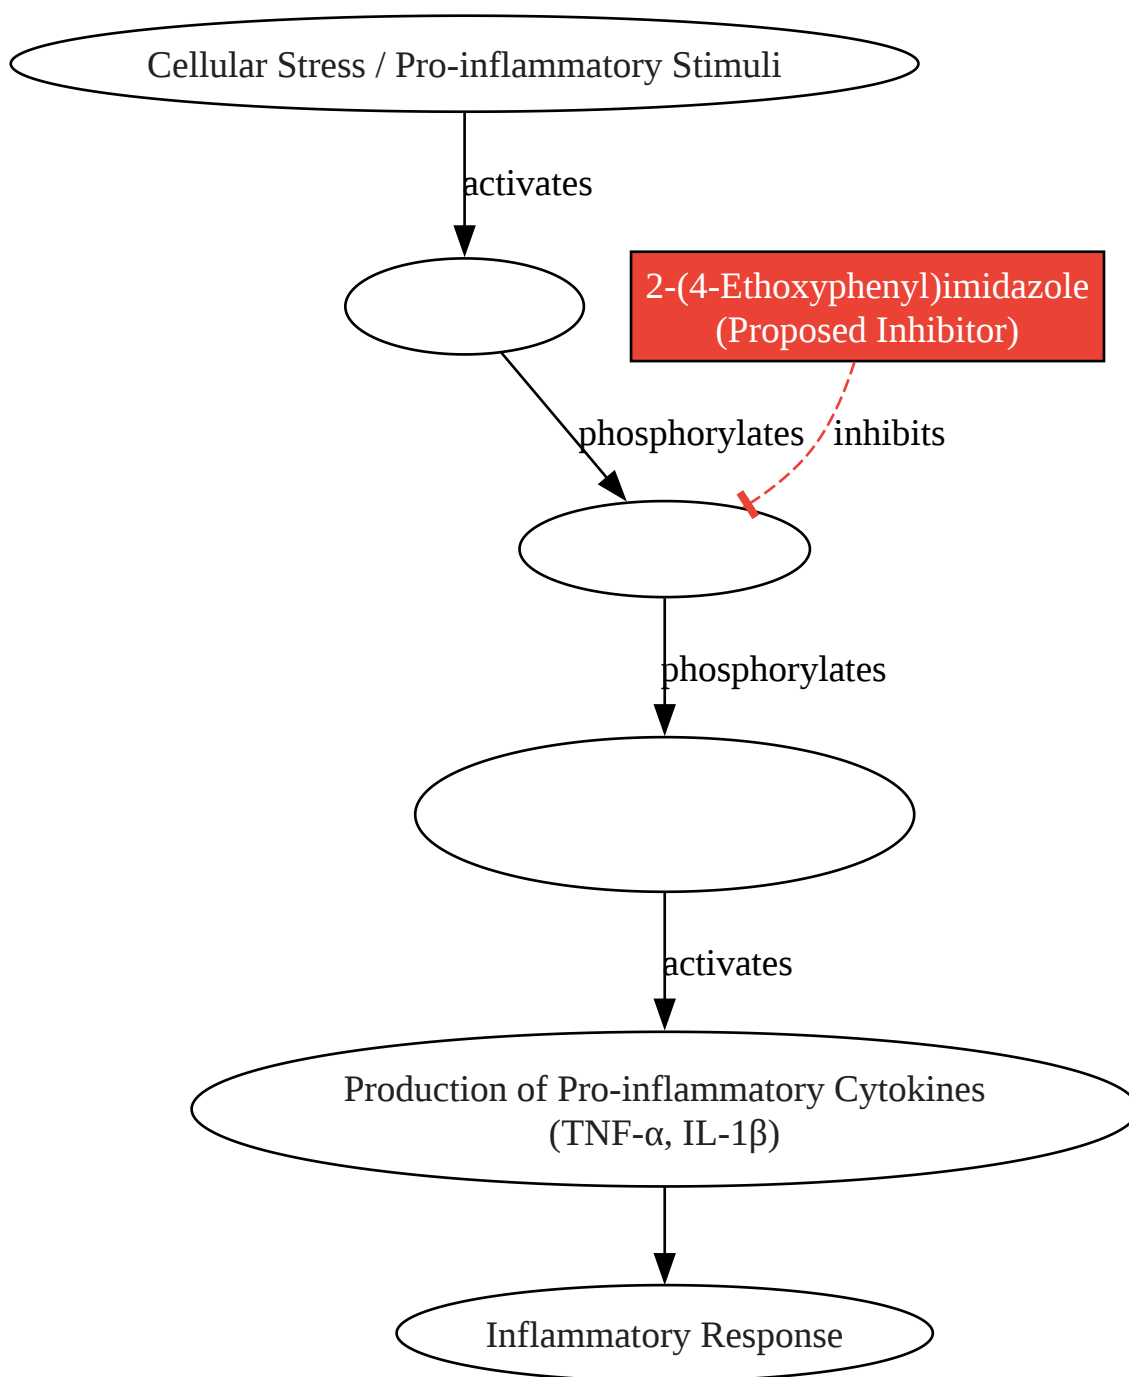 Cellular Stress / Pro-inflammatory Stimuli
activates
2-(4-Ethoxyphenyl)imidazole
(Proposed Inhibitor)
phosphorylates
inhibits
phosphorylates
activates
Production of Pro-inflammatory Cytokines
(TNF-α, IL-1β)
Inflammatory Response